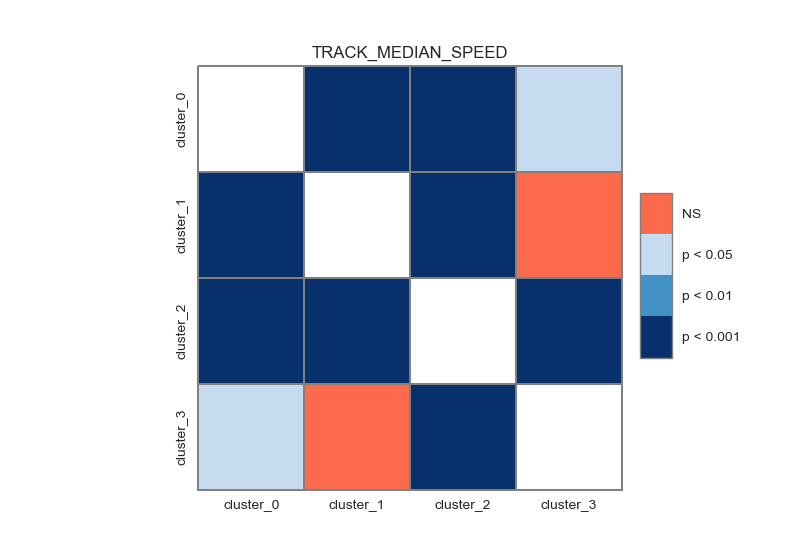 TRACK_MEDIAN_SPEED
cluster_0
cluster_1
cluster_2
cluster_3
cluster_0
cluster_1
cluster_2
cluster_3
NS
p < 0.05
p < 0.01
p < 0.001